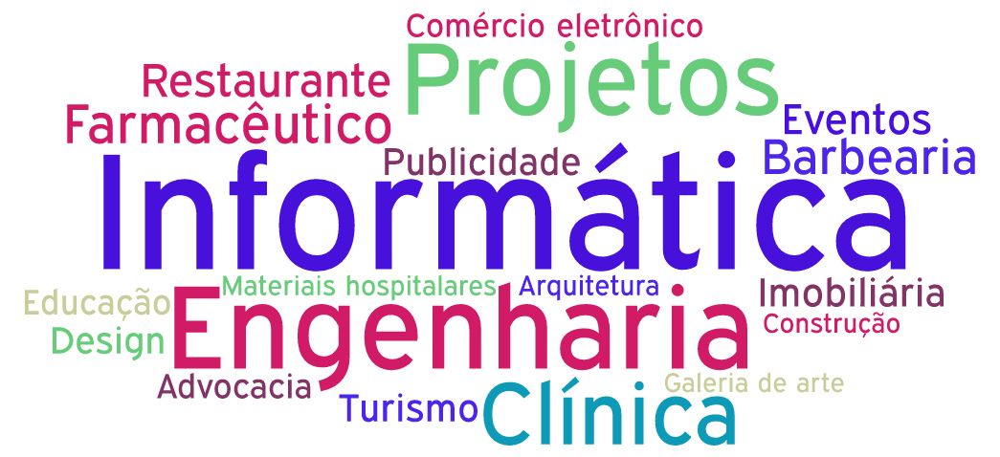 Comércio eletrônico
Projetos
Restaurante
Farmacêutico
Eventos
Barbearia
Publicidade
Informática
Materiais hospitalares
Arquitetura
Imobiliária
Educação
Engenharia
Construção
Design
Advocacia
Galeria de arte
Turismo
Clínica